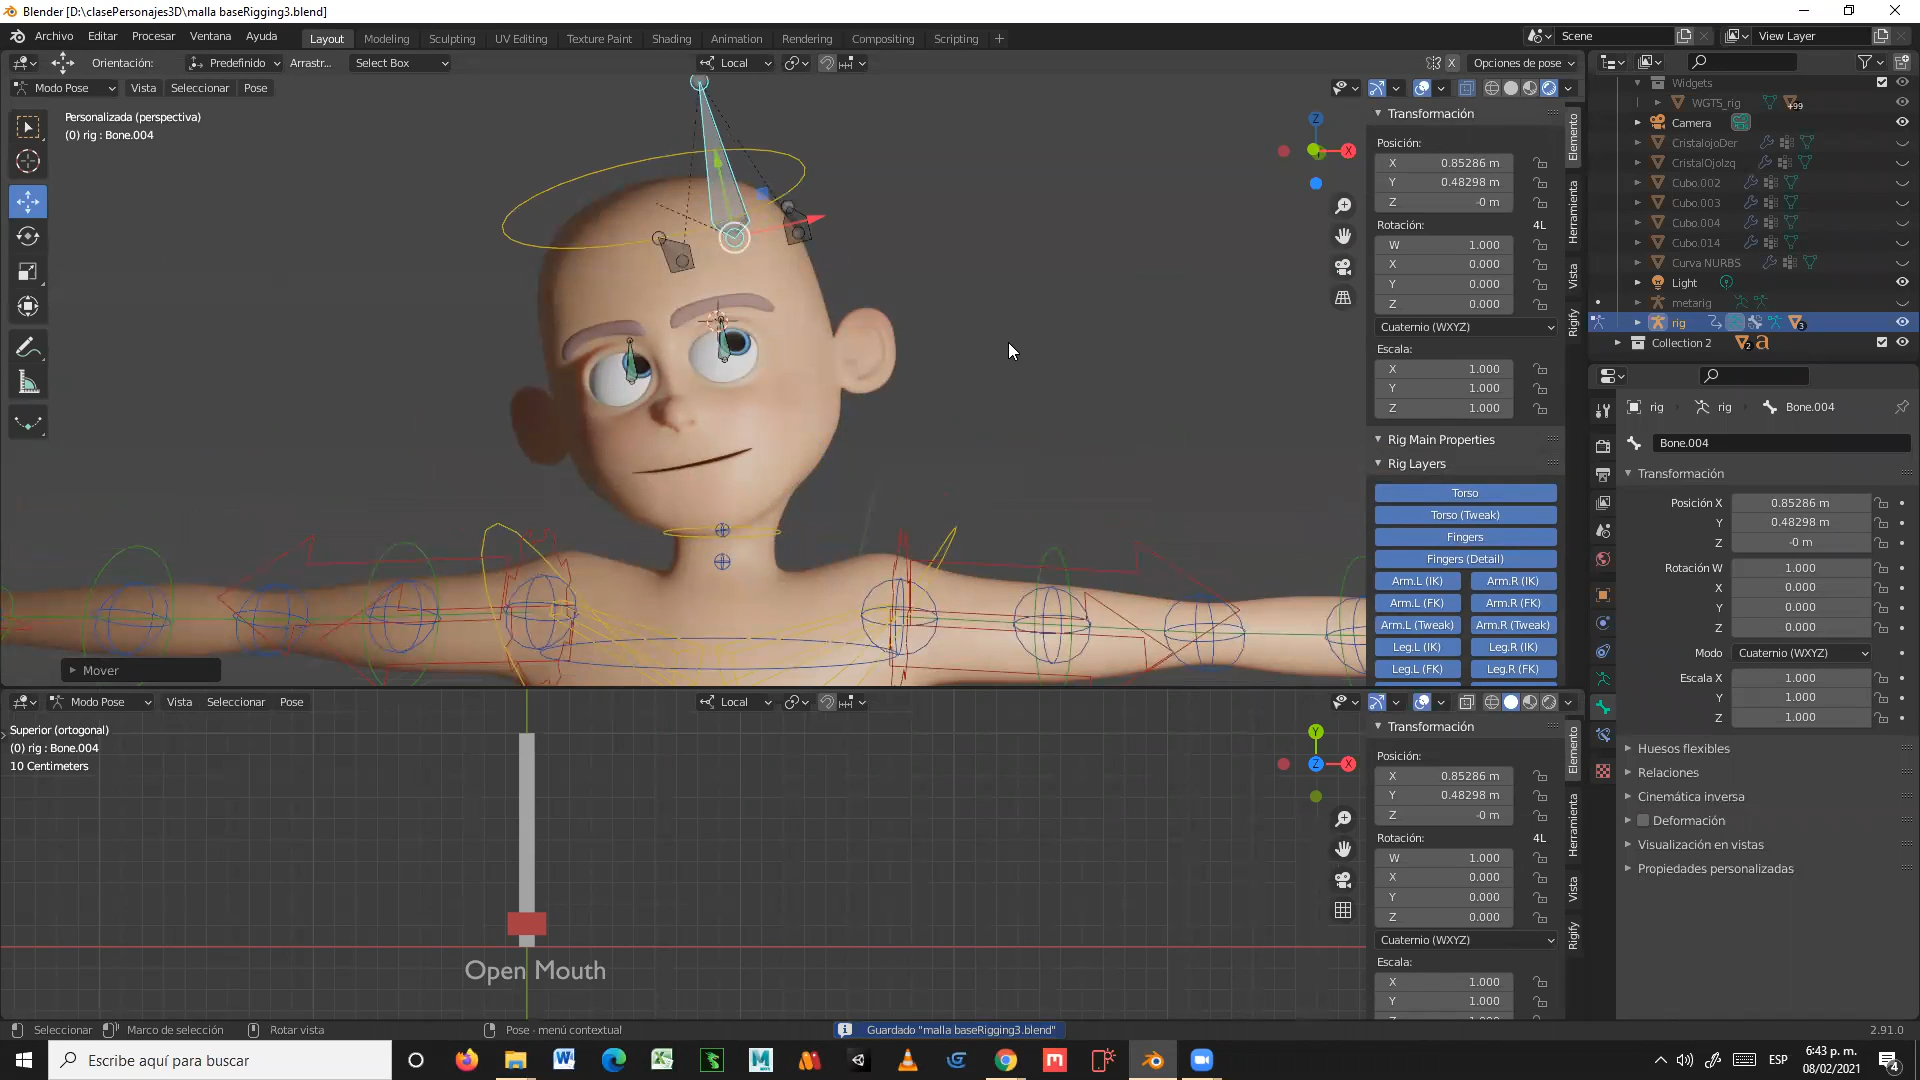 Blender [D:\clasePersonajes3D\malla baseRigging3.blend]
Archivo Editar Procesar Ventana Ayuda
Layout Modeling Sculpting UV Editing Texture Paint Shading Animation Rendering Compositing Scripting +
Scene
View Layer
Orientación: Predefinido Arrastr... Select Box
Local
X Opciones de pose
Modo Pose Vista Seleccionar Pose
Personalizada (perspectiva)
(0) rig : Bone.004
Z
X
Transformación
Posición:
X 0.85286 m
Y 0.48298 m
Z -0 m
Rotación: 4L
W 1.000
X 0.000
Y 0.000
Z 0.000
Cuaternio (WXYZ)
Escala:
X 1.000
Y 1.000
Z 1.000
Rig Main Properties
Rig Layers
Torso
Torso (Tweak)
Fingers
Fingers (Detail)
Arm.L (IK) Arm.R (IK)
Arm.L (FK) Arm.R (FK)
Arm.L (Tweak) Arm.R (Tweak)
Leg.L (IK) Leg.R (IK)
Leg.L (FK) Leg.R (FK)
Elemento
Herramienta
Vista
Rigify
Mover
Widgets
WGTS_rig +99
Camera
CristalojoDer
CristalOjoIzq
Cubo.002
Cubo.003
Cubo.004
Cubo.014
Curva NURBS
Light
metarig
rig 3
Collection 2 2
rig rig Bone.004
Bone.004
Transformación
Posición X 0.85286 m
Y 0.48298 m
Z -0 m
Rotación W 1.000
X 0.000
Y 0.000
Z 0.000
Modo Cuaternio (WXYZ)
Escala X 1.000
Y 1.000
Z 1.000
Huesos flexibles
Relaciones
Cinemática inversa
Deformación
Visualización en vistas
Propiedades personalizadas
Modo Pose Vista Seleccionar Pose
Local
Superior (ortogonal)
(0) rig : Bone.004
10 Centimeters
Open Mouth
Y
Z
X
Transformación
Posición:
X 0.85286 m
Y 0.48298 m
Z -0 m
Rotación: 4L
W 1.000
X 0.000
Y 0.000
Z 0.000
Cuaternio (WXYZ)
Escala:
X 1.000
Y 1.000
Elemento
Herramienta
Vista
Rigify
Seleccionar Marco de selección Rotar vista Pose - menú contextual Guardado "malla baseRigging3.blend" 2.91.0
Escribe aquí para buscar
ESP
6:43 p. m.
08/02/2021
4